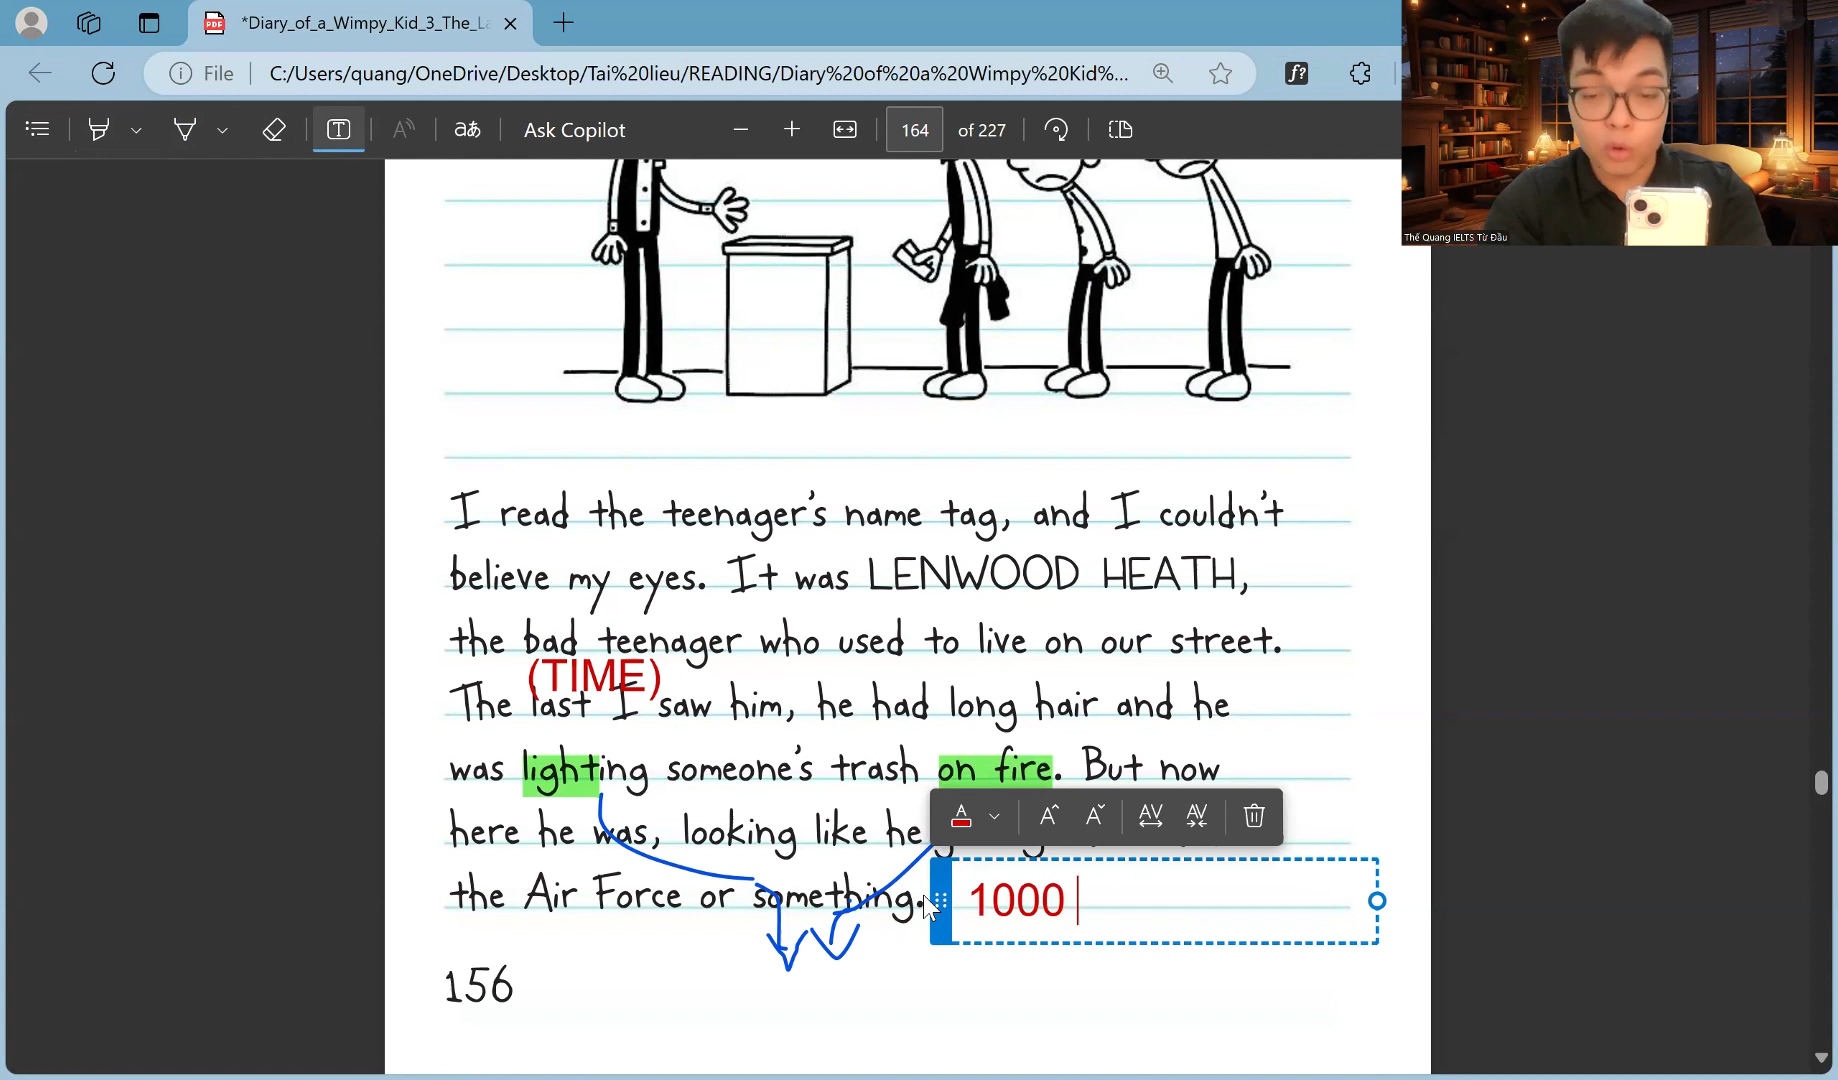 *Diary_of_a_Wimpy_Kid_3_The_La
File
C:/Users/quang/OneDrive/Desktop/Tai%20lieu/READING/Diary%20of%20a%20Wimpy%20Kid%...
Ask Copilot
164 of 227
Thế Quang IELTS Từ Đầu
I read the teenager's name tag, and I couldn't
believe my eyes. It was LENWOOD HEATH,
the bad teenager who used to live on our street.
(TIME)
The last I saw him, he had long hair and he
was lighting someone's trash on fire. But now
here he was, looking like he
the Air Force or something.
1000
156